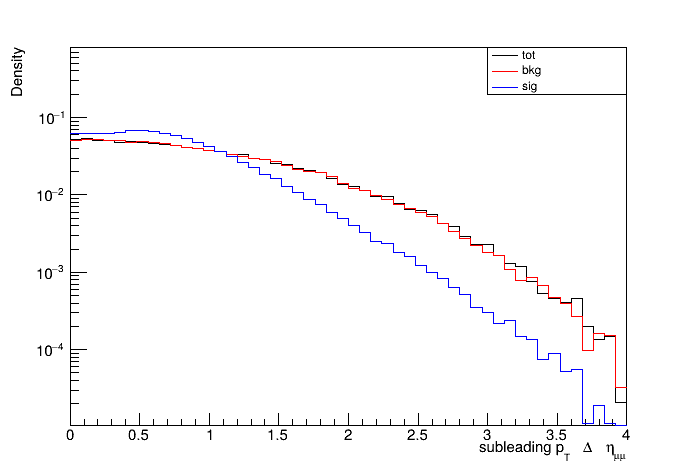 Density
tot
bkg
sig
10⁻¹
10⁻²
10⁻³
10⁻⁴
0 0.5 1 1.5 2 2.5 3 3.5 4
subleading p_T Δ η_μμ